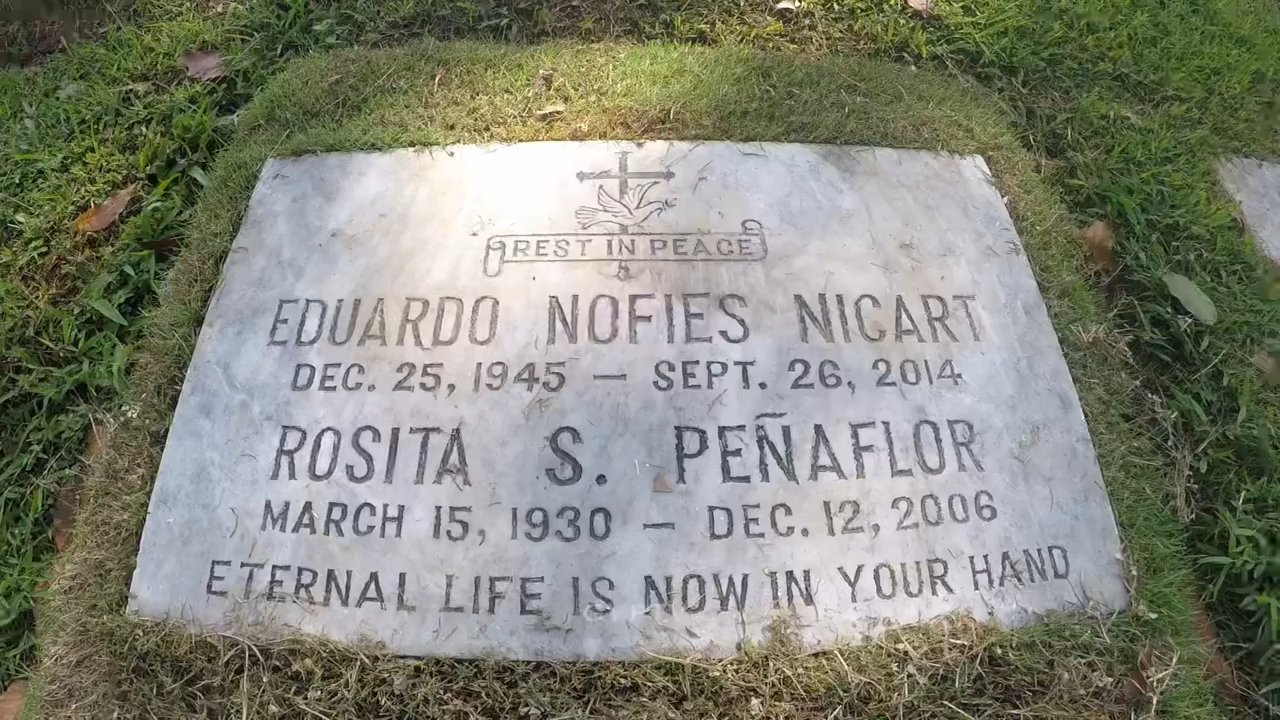 REST IN PEACE
EDUARDO NOFIES NICART
DEC. 25, 1945 — SEPT. 26, 2014
ROSITA S. PEÑAFLOR
MARCH 15, 1930 — DEC. 12, 2006
ETERNAL LIFE IS NOW IN YOUR HAND